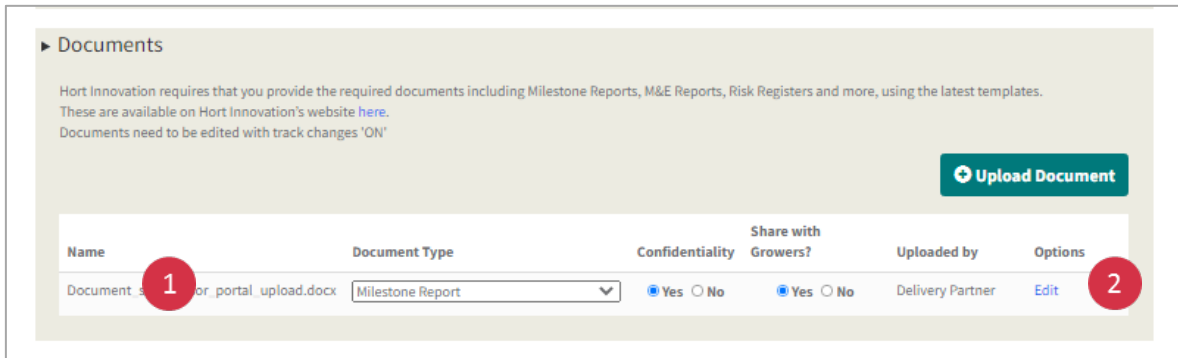 Documents
Hort Innovation requires that you provide the required documents including Milestone Reports, M&E Reports, Risk Registers and more, using the latest templates.
These are available on Hort Innovation's website here.
Documents need to be edited with track changes 'ON'
Upload Document
Name Document Type Confidentiality Share with Growers? Uploaded by Options
Document_s 1 or_portal_upload.docx Milestone Report Yes No Yes No Delivery Partner Edit 2